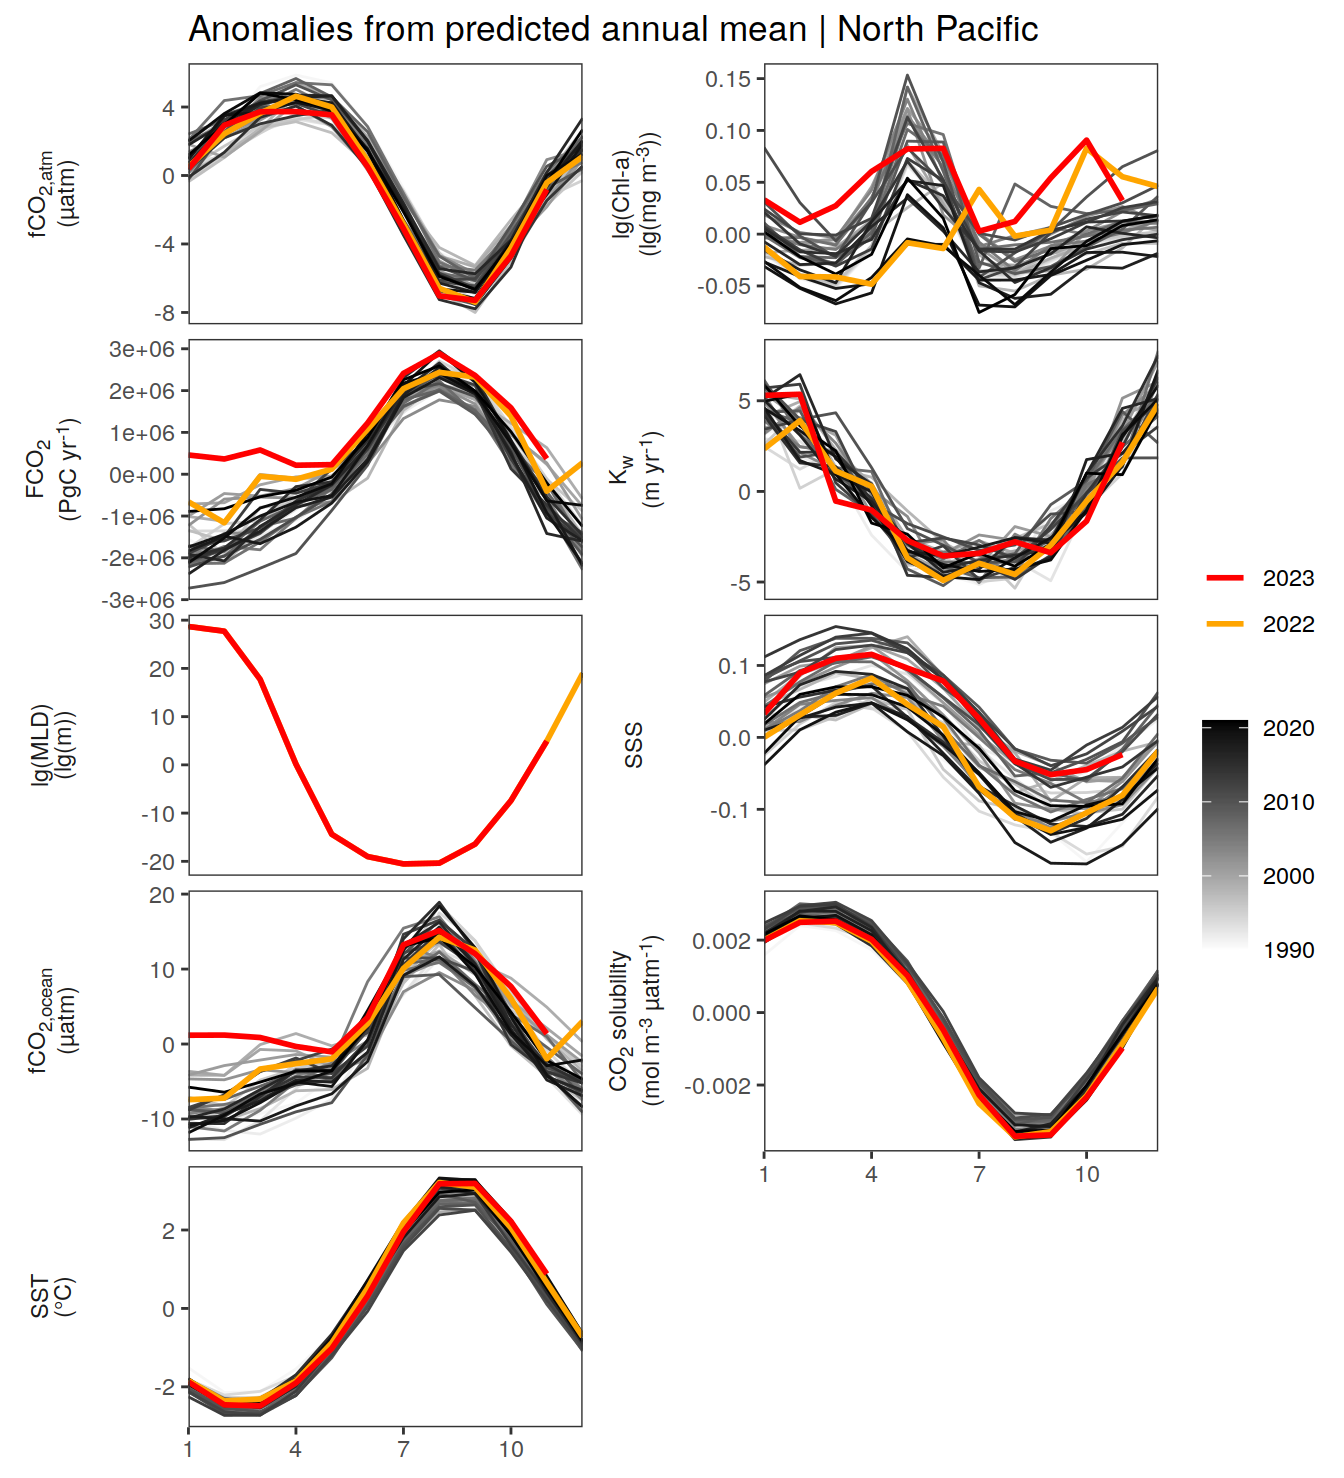 Anomalies from predicted annual mean | North Pacific
fCO2,atm
(µatm)
4
0
-4
-8
lg(Chl-a)
(lg(mg m-3))
0.15
0.10
0.05
0.00
-0.05
FCO2
(PgC yr-1)
3e+06
2e+06
1e+06
0e+00
-1e+06
-2e+06
-3e+06
Kw
(m yr-1)
5
0
-5
lg(MLD)
(lg(m))
30
20
10
0
-10
-20
SSS
0.1
0.0
-0.1
fCO2,ocean
(µatm)
20
10
0
-10
CO2 solubility
(mol m-3 µatm-1)
0.002
0.000
-0.002
1 4 7 10
SST
(°C)
2
0
-2
1 4 7 10
2023
2022
2020
2010
2000
1990